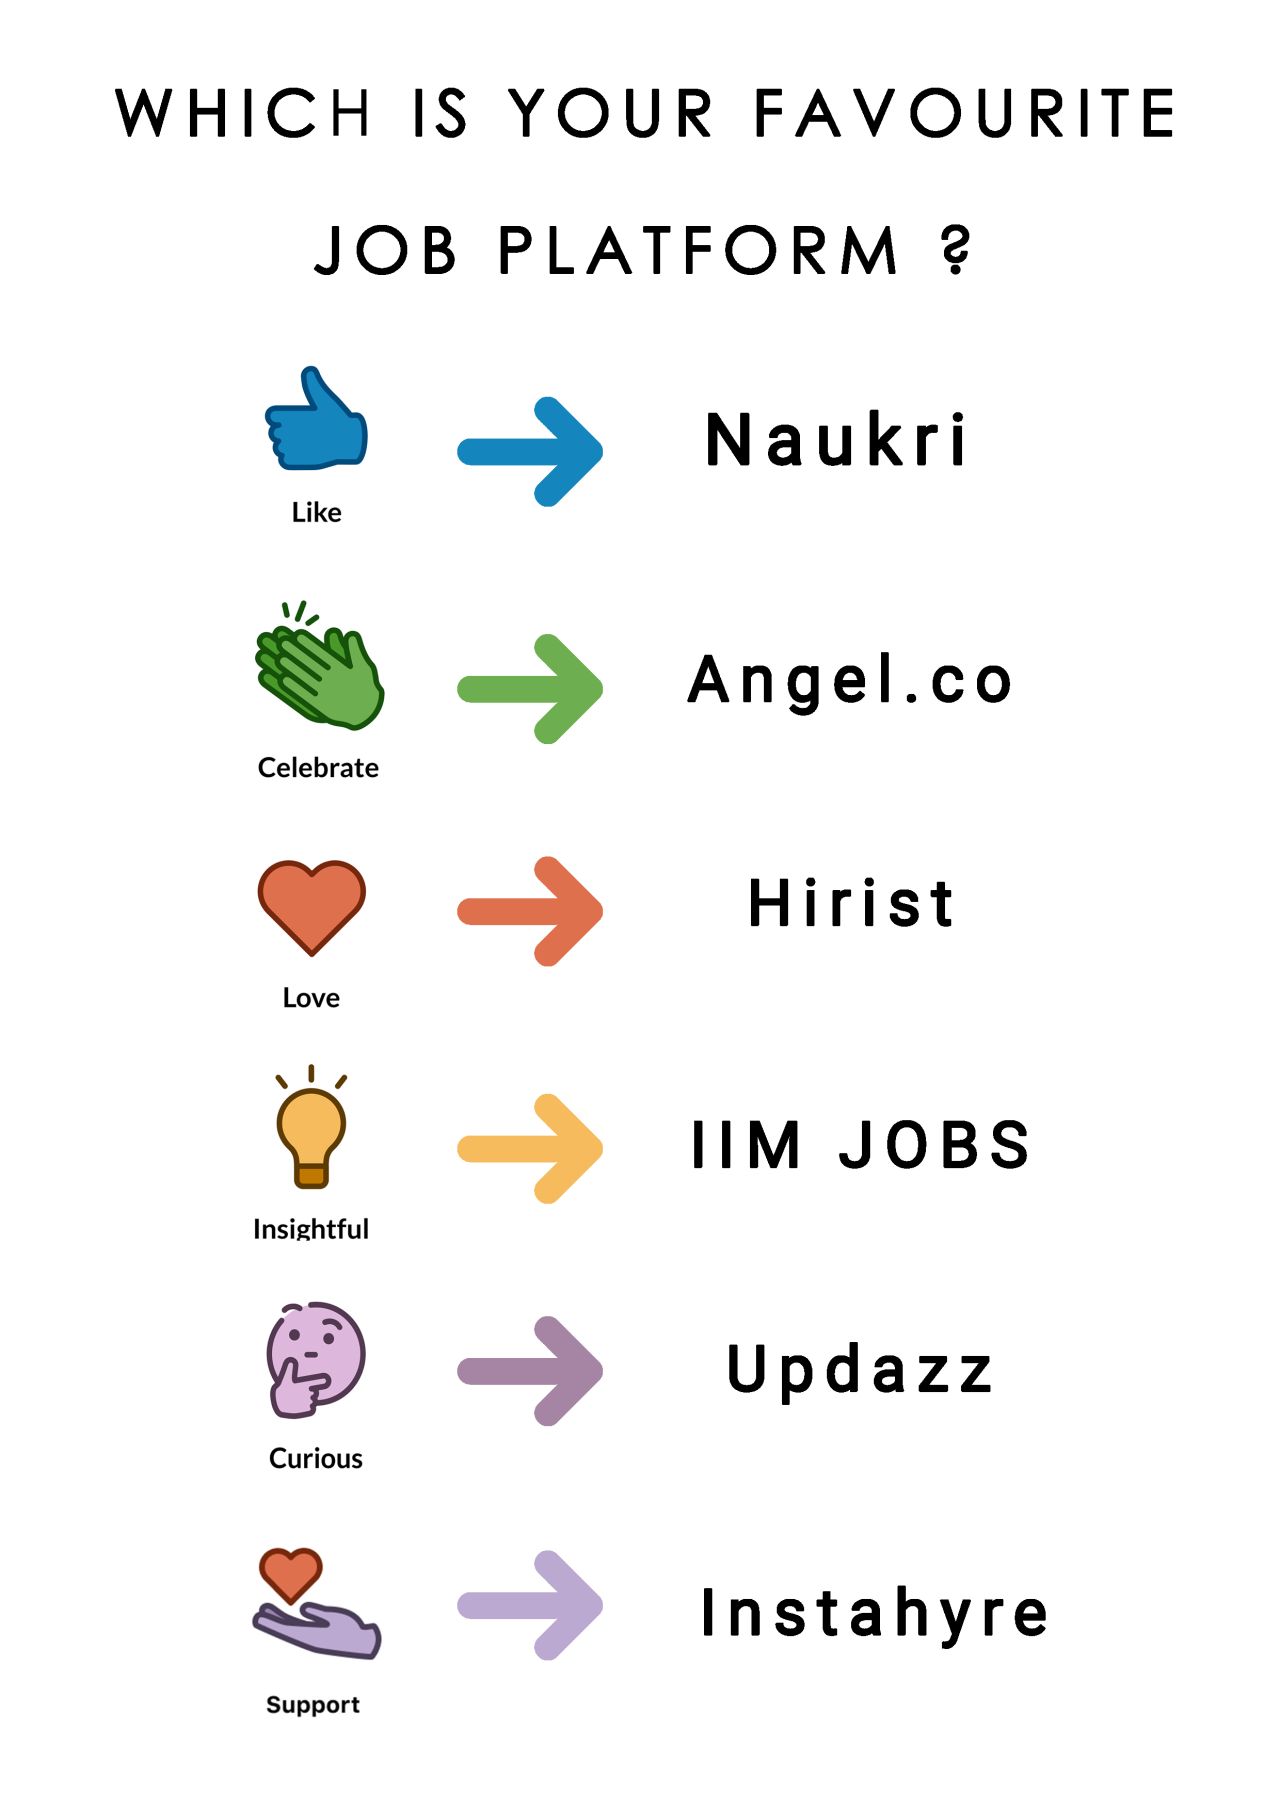 WHICH IS YOUR FAVOURITE
JOB PLATFORM ?
Naukri
Like
Angel.co
Celebrate
Hirist
Love
IIM JOBS
Insightful
Updazz
Curious
Instahyre
Support